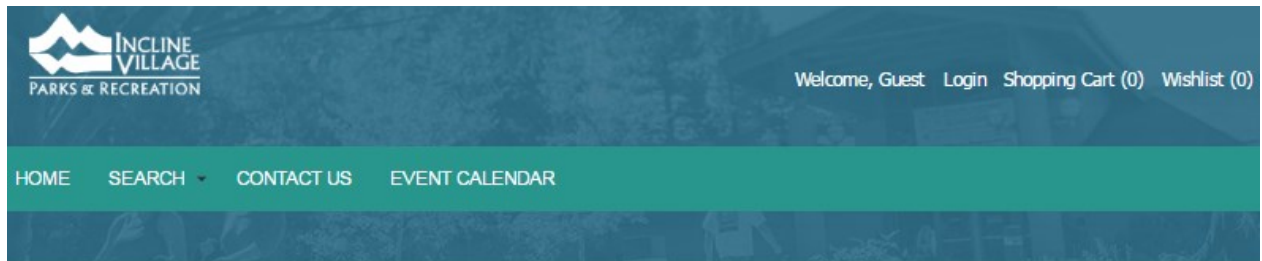 INCLINE
VILLAGE
PARKS & RECREATION
Welcome, Guest Login Shopping Cart (0) Wishlist (0)
HOME SEARCH CONTACT US EVENT CALENDAR